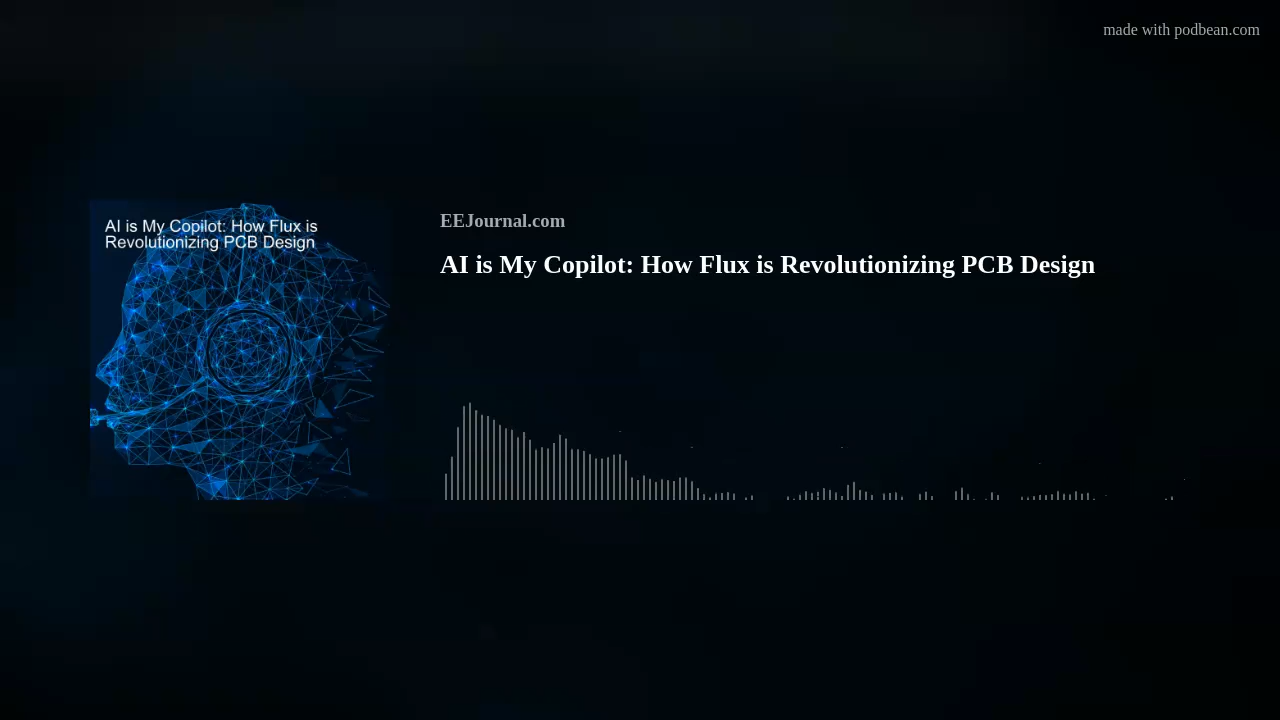 made with podbean.com
AI is My Copilot: How Flux is
Revolutionizing PCB Design
EEJournal.com
AI is My Copilot: How Flux is Revolutionizing PCB Design